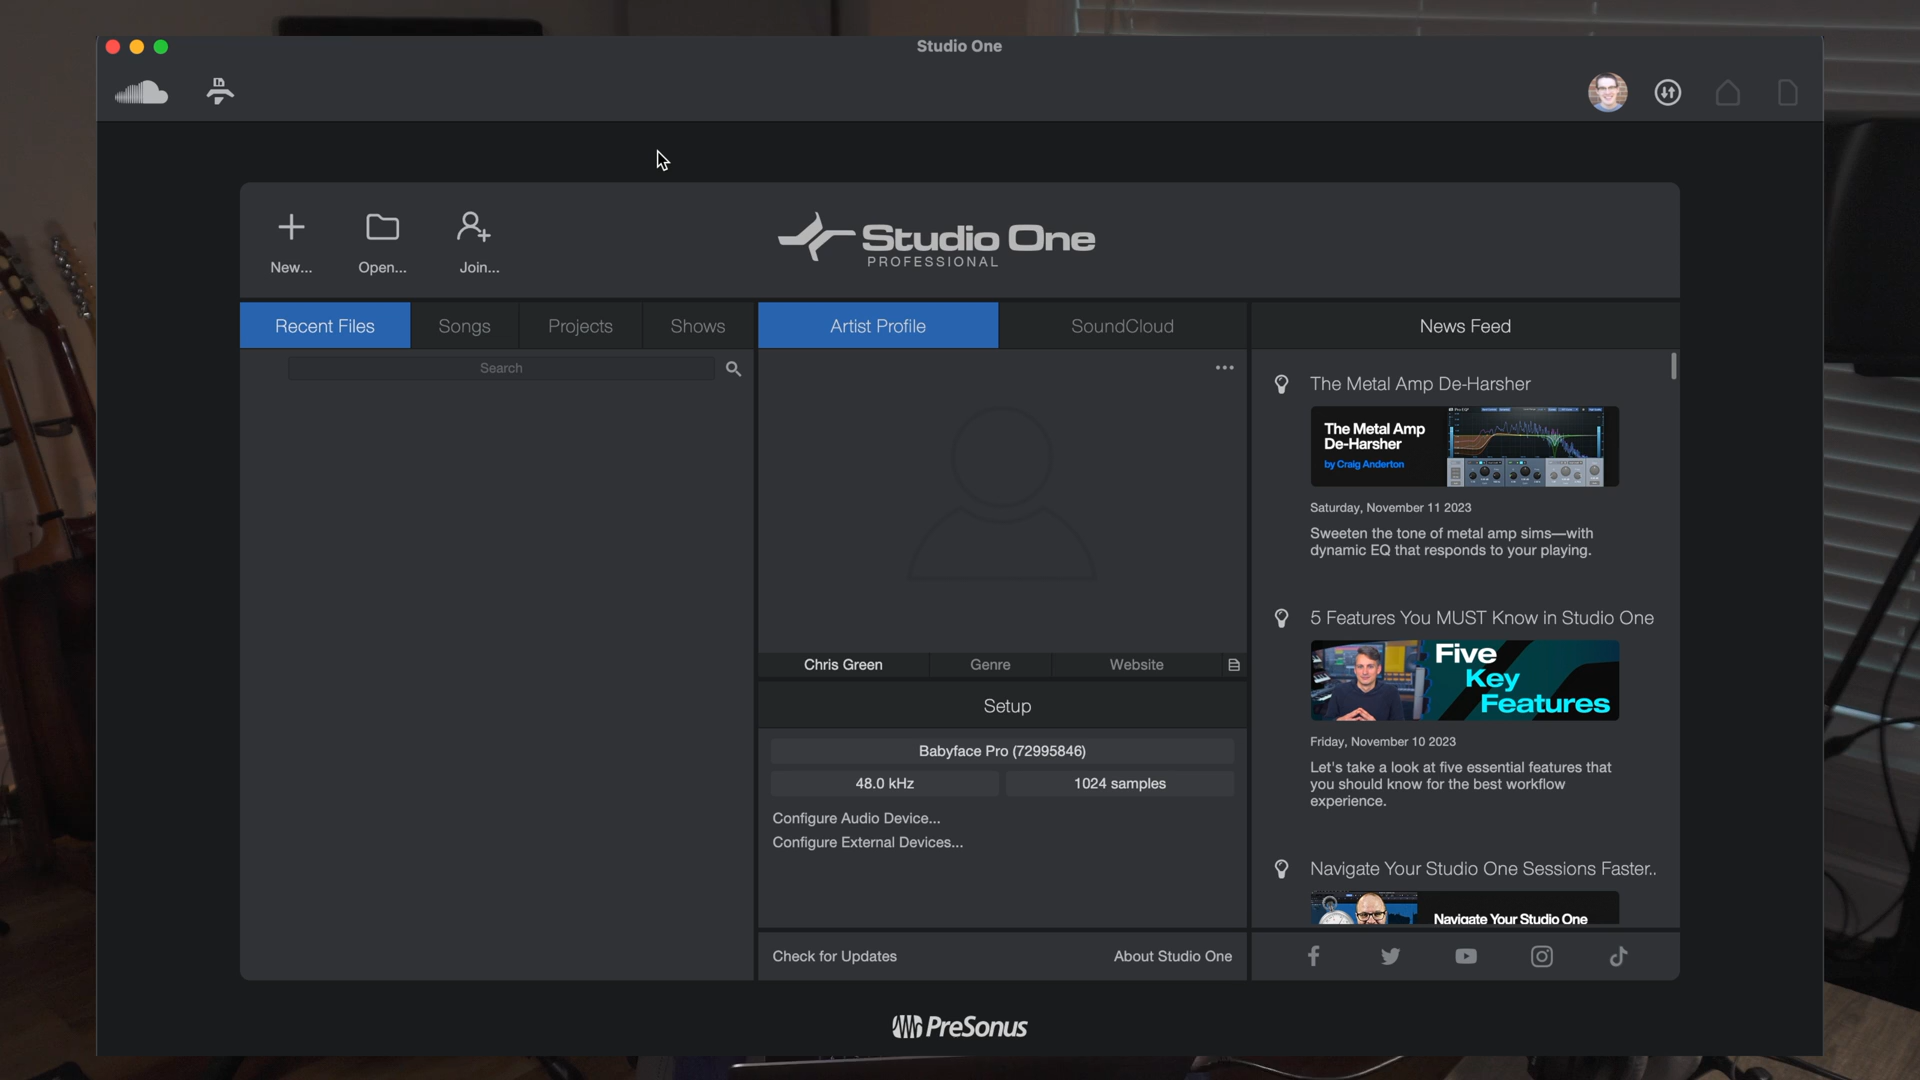 Studio One
New...
Open...
Join...
Studio One
PROFESSIONAL
Recent Files
Songs
Projects
Shows
Search
Artist Profile
SoundCloud
Chris Green
Genre
Website
Setup
Babyface Pro (72995846)
48.0 kHz
1024 samples
Configure Audio Device...
Configure External Devices...
Check for Updates
About Studio One
News Feed
The Metal Amp De-Harsher
The Metal Amp
De-Harsher
by Craig Anderton
Saturday, November 11 2023
Sweeten the tone of metal amp sims—with
dynamic EQ that responds to your playing.
5 Features You MUST Know in Studio One
Five
Key
Features
Friday, November 10 2023
Let's take a look at five essential features that
you should know for the best workflow
experience.
Navigate Your Studio One Sessions Faster..
Navigate Your Studio One
PreSonus